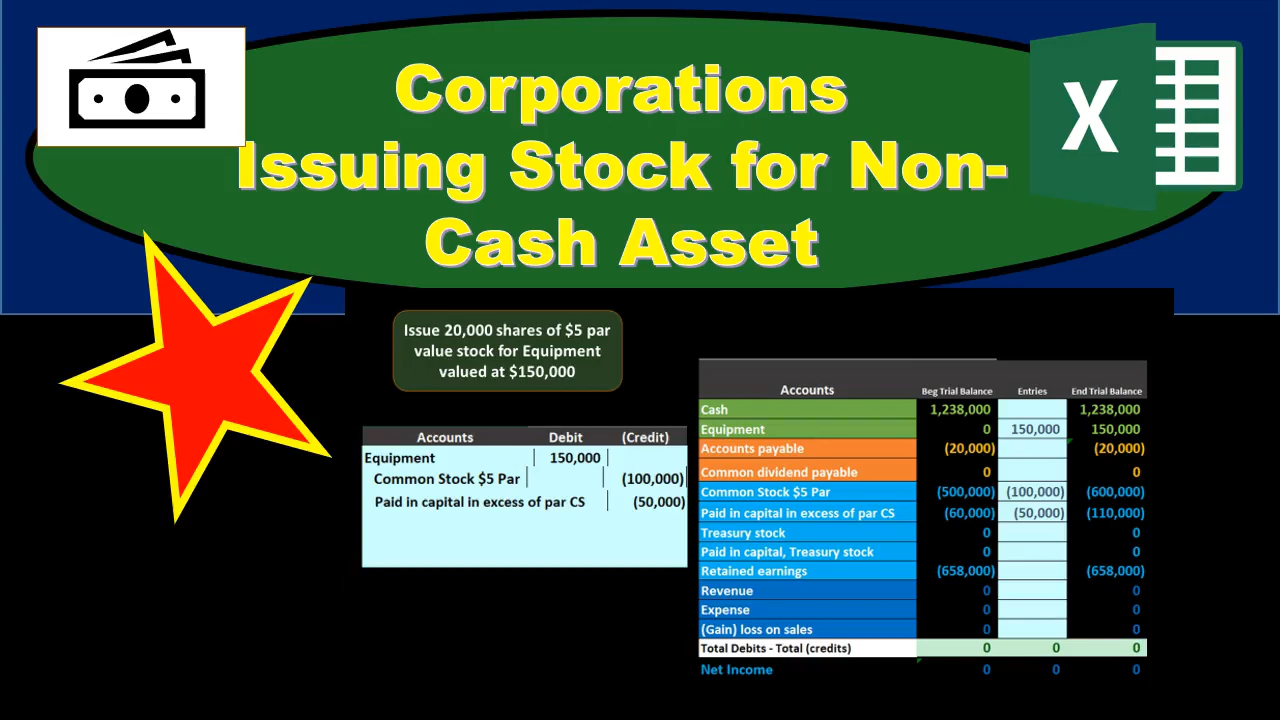 Corporations
Issuing Stock for Non-
Cash Asset
X
Issue 20,000 shares of $5 par
value stock for Equipment
valued at $150,000
Accounts Debit (Credit)
Equipment 150,000
Common Stock $5 Par (100,000)
Paid in capital in excess of par CS (50,000)
Accounts Beg Trial Balance Entries End Trial Balance
Cash 1,238,000 1,238,000
Equipment 0 150,000 150,000
Accounts payable (20,000) (20,000)
Common dividend payable 0 0
Common Stock $5 Par (500,000) (100,000) (600,000)
Paid in capital in excess of par CS (60,000) (50,000) (110,000)
Treasury stock 0 0
Paid in capital, Treasury stock 0 0
Retained earnings (658,000) (658,000)
Revenue 0 0
Expense 0 0
(Gain) loss on sales 0 0
Total Debits - Total (credits) 0 0 0
Net Income 0 0 0